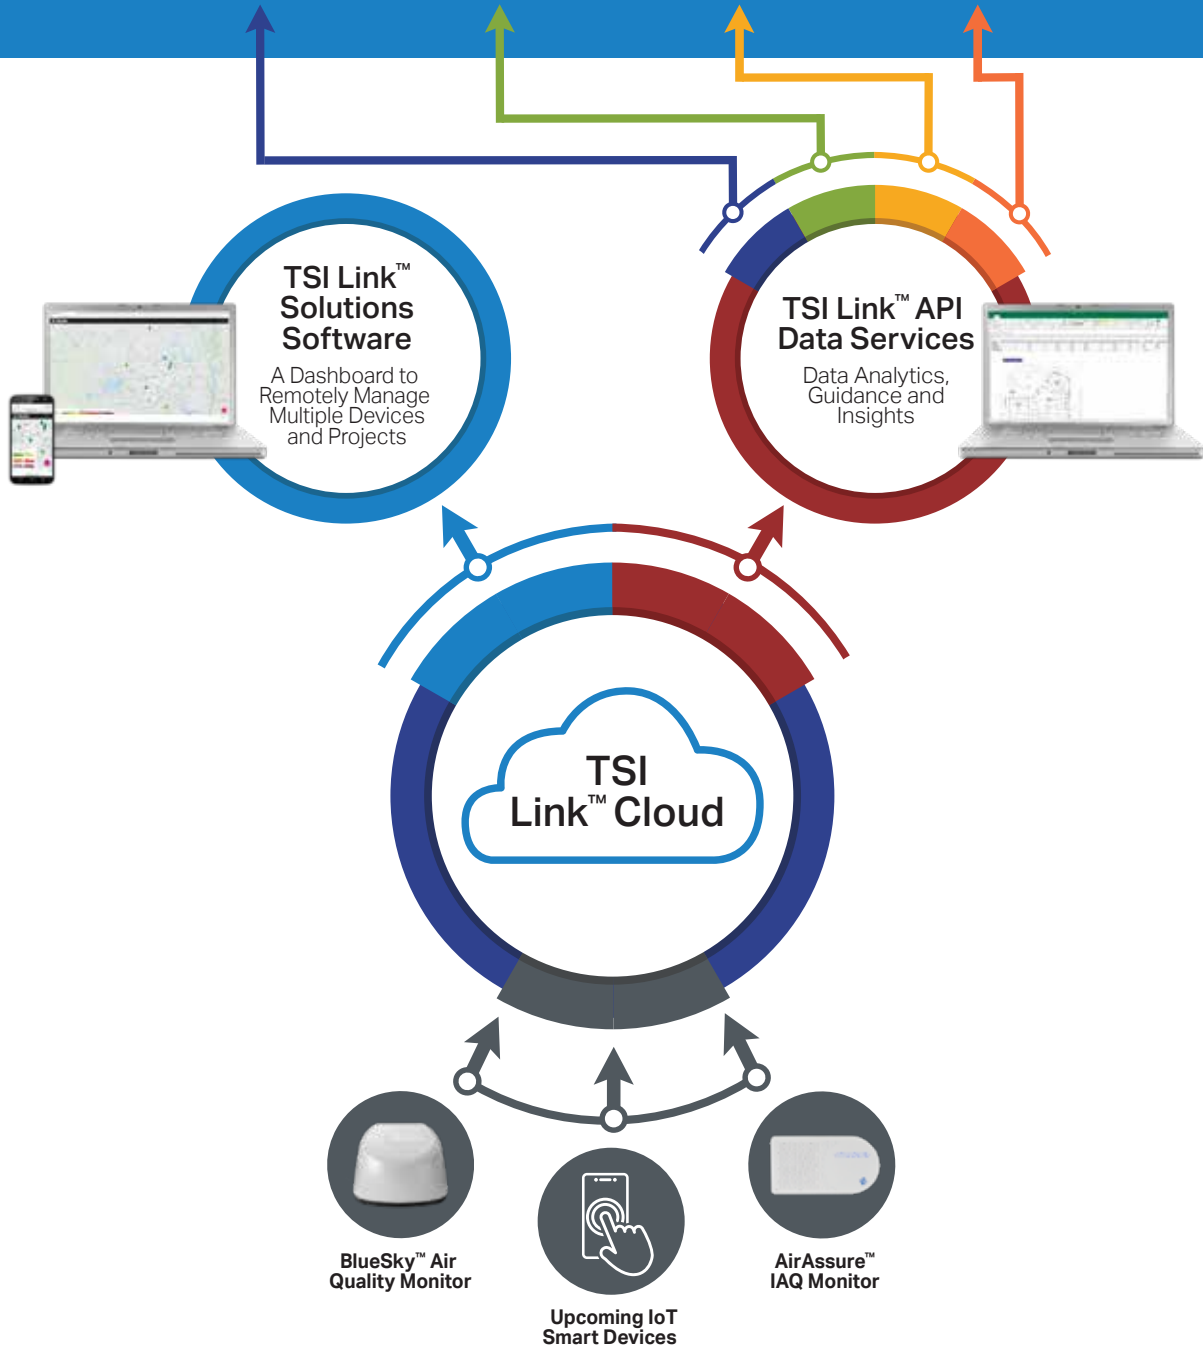 TSI Link™
Solutions
Software
A Dashboard to
Remotely Manage
Multiple Devices
and Projects
TSI Link™ API
Data Services
Data Analytics,
Guidance and
Insights
TSI
Link™ Cloud
BlueSky™ Air
Quality Monitor
Upcoming IoT
Smart Devices
AirAssure™
IAQ Monitor